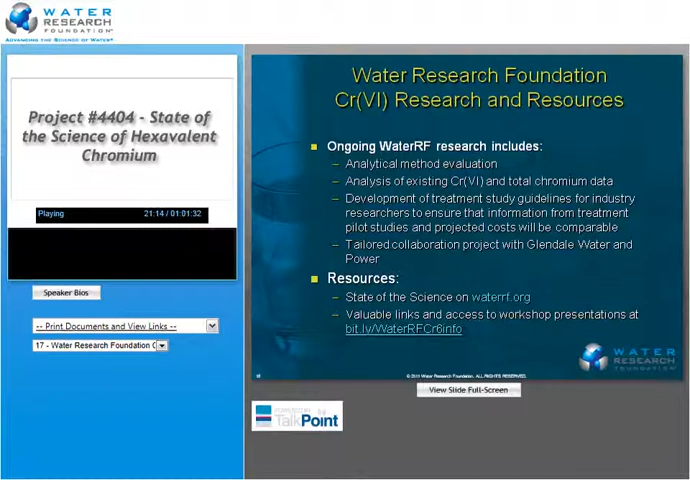 WATER
RESEARCH
FOUNDATION
ADVANCING THE SCIENCE OF WATER®
Project #4404 - State of
the Science of Hexavalent
Chromium
Playing 21:14 / 01:01:32
Speaker Bios
-- Print Documents and View Links --
17 - Water Research Foundation C
Water Research Foundation
Cr(VI) Research and Resources
Ongoing WaterRF research includes:
– Analytical method evaluation
– Analysis of existing Cr(VI) and total chromium data
– Development of treatment study guidelines for industry
researchers to ensure that information from treatment
pilot studies and projected costs will be comparable
– Tailored collaboration project with Glendale Water and
Power
Resources:
– State of the Science on waterrf.org
– Valuable links and access to workshop presentations at
bit.ly/WaterRFCr6info
WATER
RESEARCH
FOUNDATION
Water Research Foundation. ALL RIGHTS RESERVED.
View Slide Full-Screen
TalkPoint